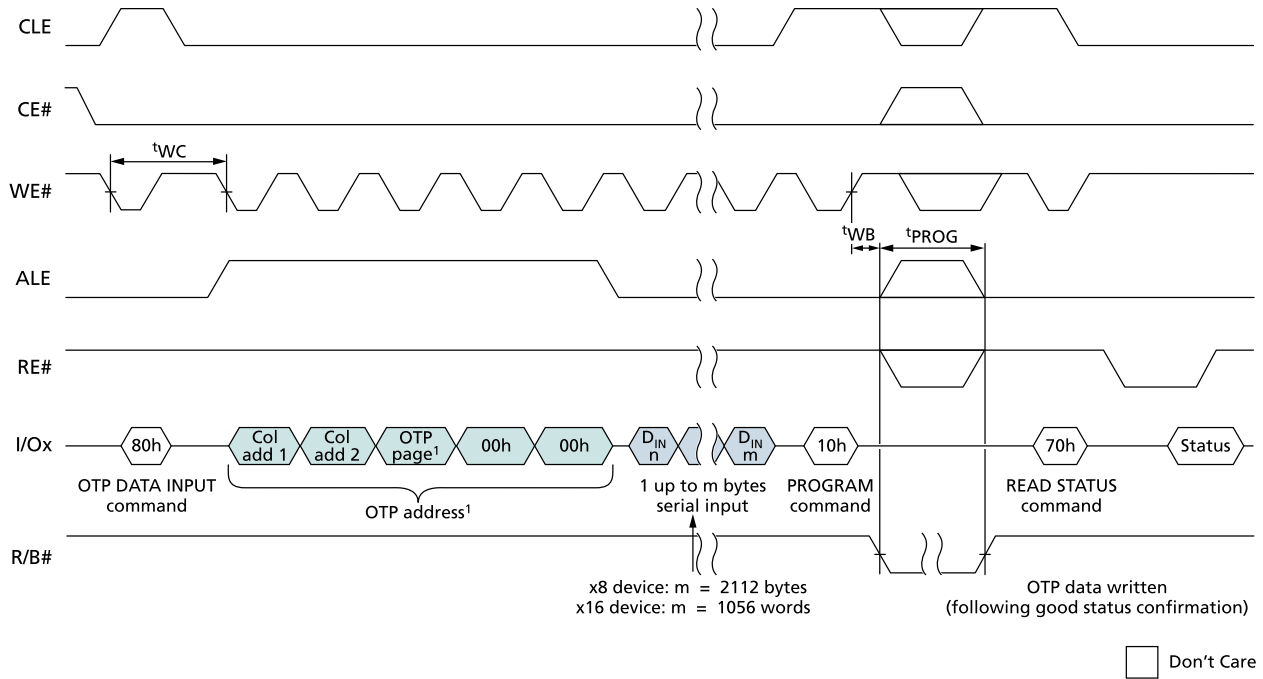 CLE
CE#
tWC
WE#
tWB
tPROG
ALE
RE#
I/Ox
80h
Col add 1
Col add 2
OTP page1
00h
00h
DIN n
DIN m
10h
70h
Status
OTP DATA INPUT command
OTP address1
1 up to m bytes serial input
PROGRAM command
READ STATUS command
R/B#
x8 device: m = 2112 bytes
x16 device: m = 1056 words
OTP data written
(following good status confirmation)
Don't Care